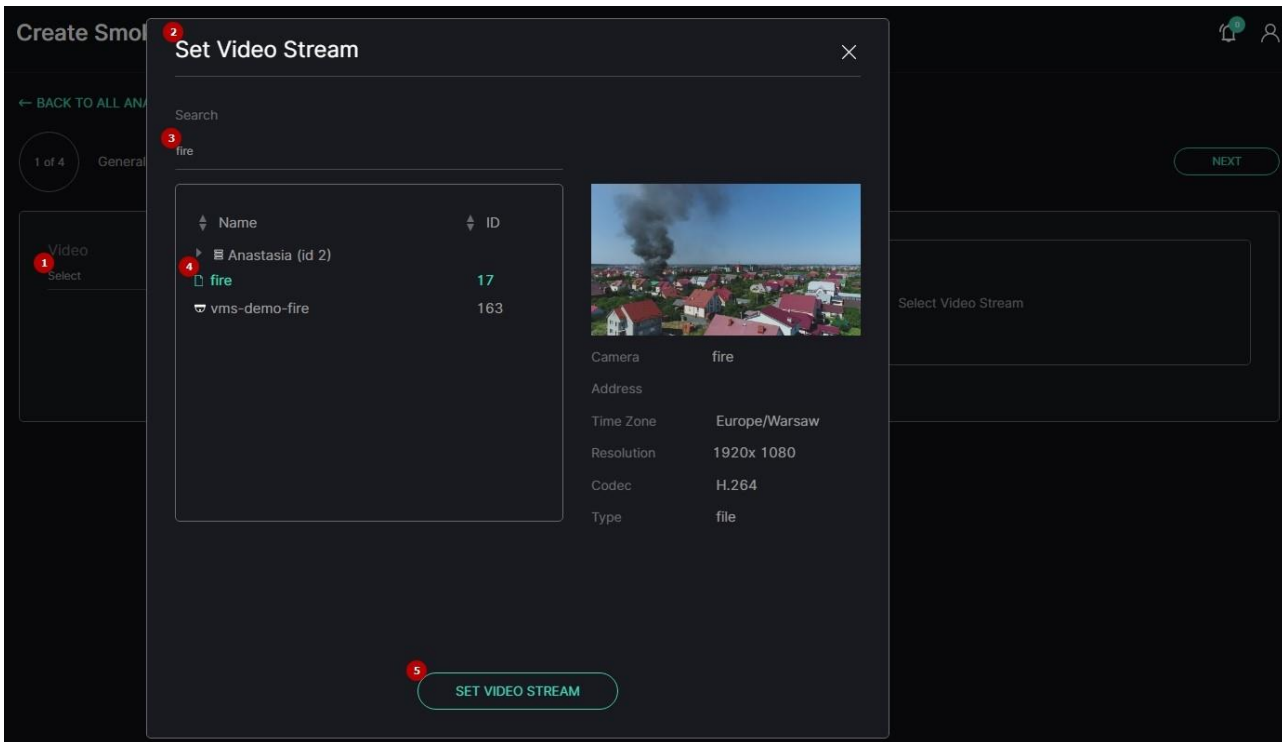 Create Smo
2
Set Video Stream
0
← BACK TO ALL ANA
Search
3
fire
1 of 4
General
NEXT
Name
ID
Video
1
Select
Anastasia (id 2)
4
fire
17
vms-demo-fire
163
Select Video Stream
Camera fire
Address
Time Zone Europe/Warsaw
Resolution 1920x 1080
Codec H.264
Type file
5
SET VIDEO STREAM